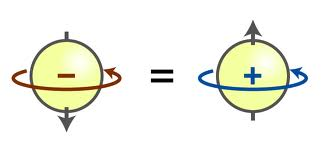 − = +